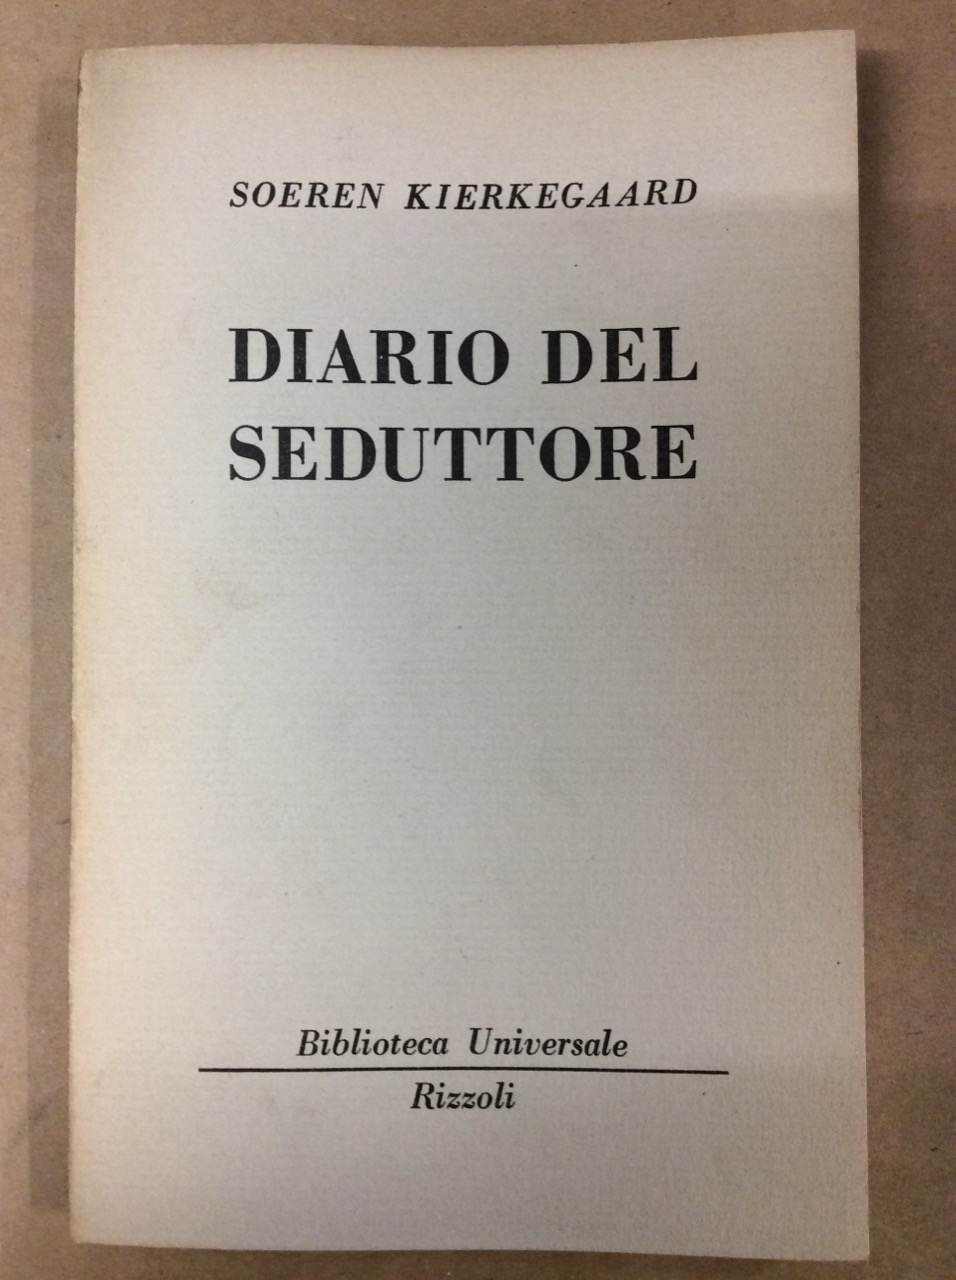 SOEREN KIERKEGAARD
DIARIO DEL
SEDUTTORE
Biblioteca Universale
Rizzoli